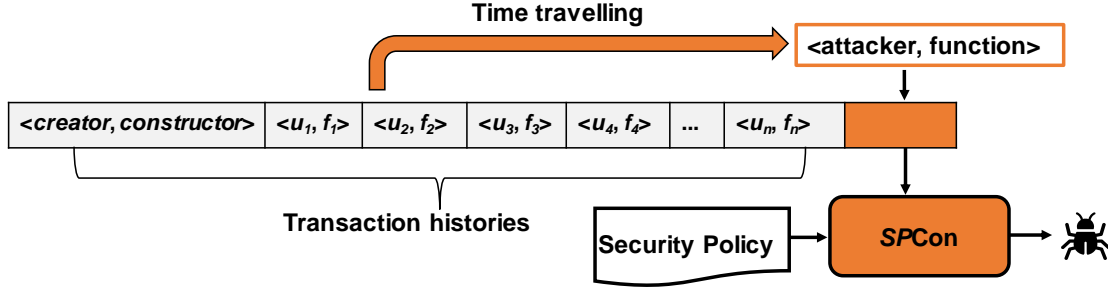 Time travelling
<attacker, function>
<creator, constructor> <u1, f1> <u2, f2> <u3, f3> <u4, f4> ... <un, fn>
Transaction histories
Security Policy
SPCon